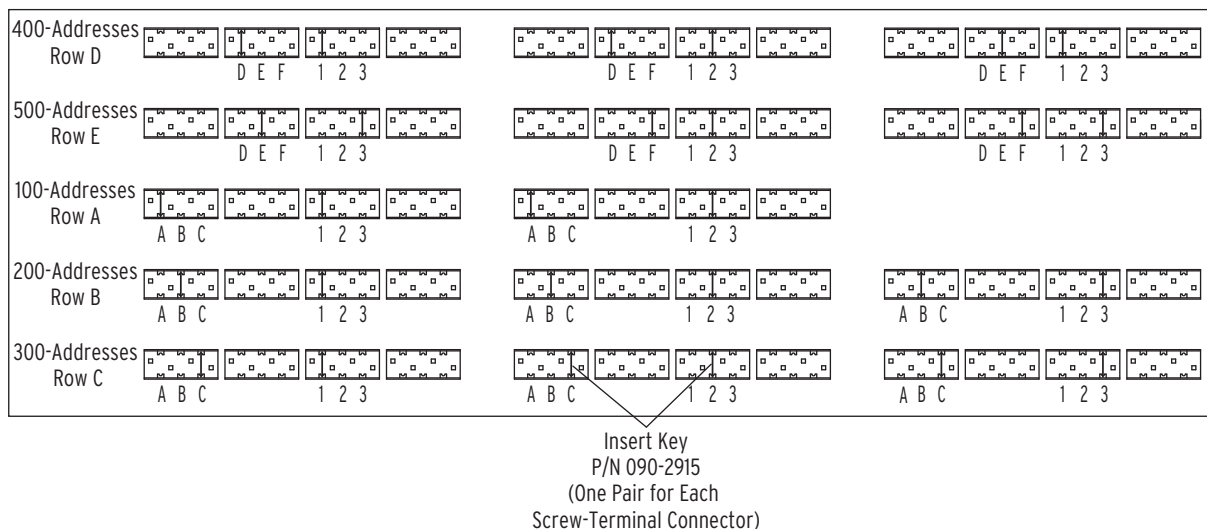 400-Addresses
Row D
D E F 1 2 3 D E F 1 2 3 D E F 1 2 3
500-Addresses
Row E
D E F 1 2 3 D E F 1 2 3 D E F 1 2 3
100-Addresses
Row A
A B C 1 2 3 A B C 1 2 3
200-Addresses
Row B
A B C 1 2 3 A B C 1 2 3 A B C 1 2 3
300-Addresses
Row C
A B C 1 2 3 A B C 1 2 3 A B C 1 2 3
Insert Key
P/N 090-2915
(One Pair for Each
Screw-Terminal Connector)